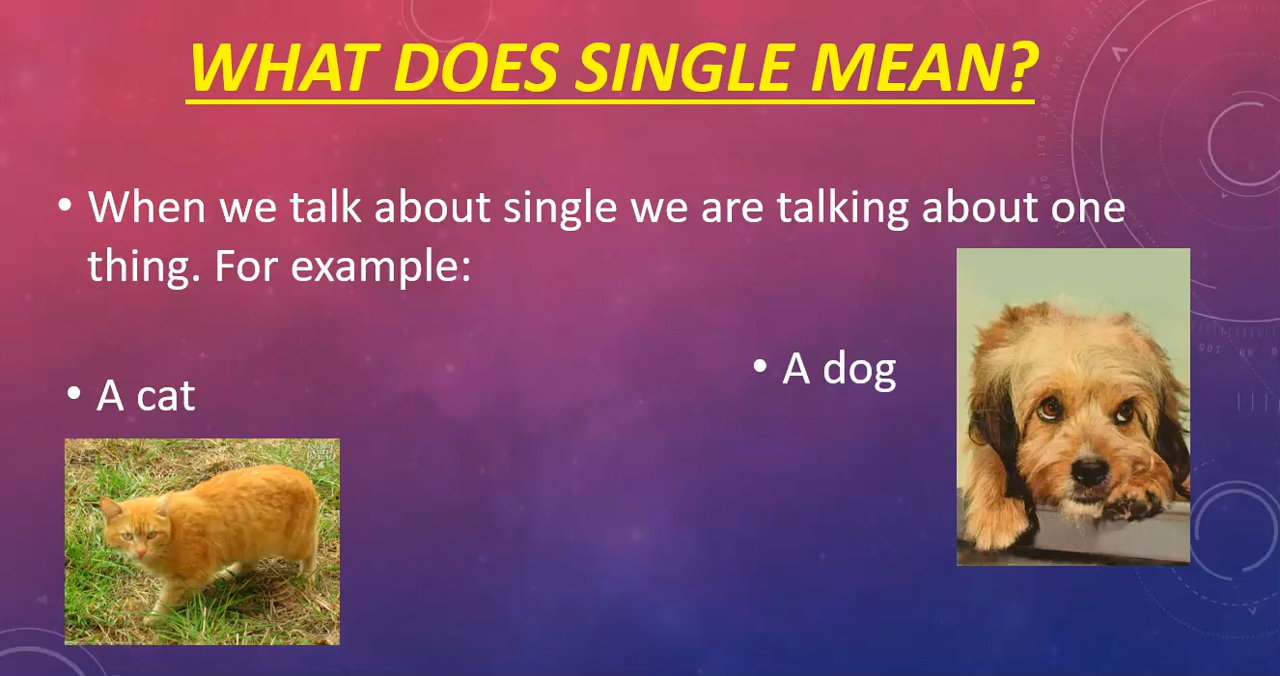 WHAT DOES SINGLE MEAN?
• When we talk about single we are talking about one
thing. For example:
• A cat
• A dog